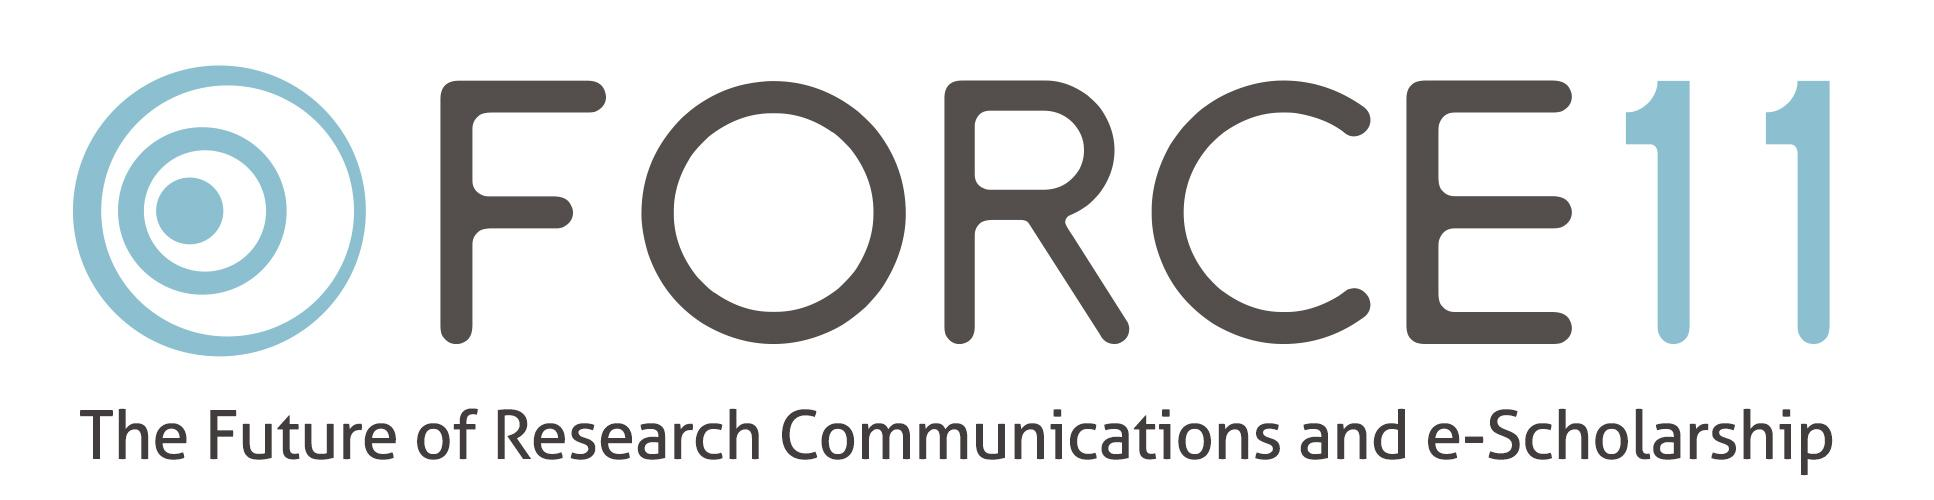 FORCE11
The Future of Research Communications and e-Scholarship